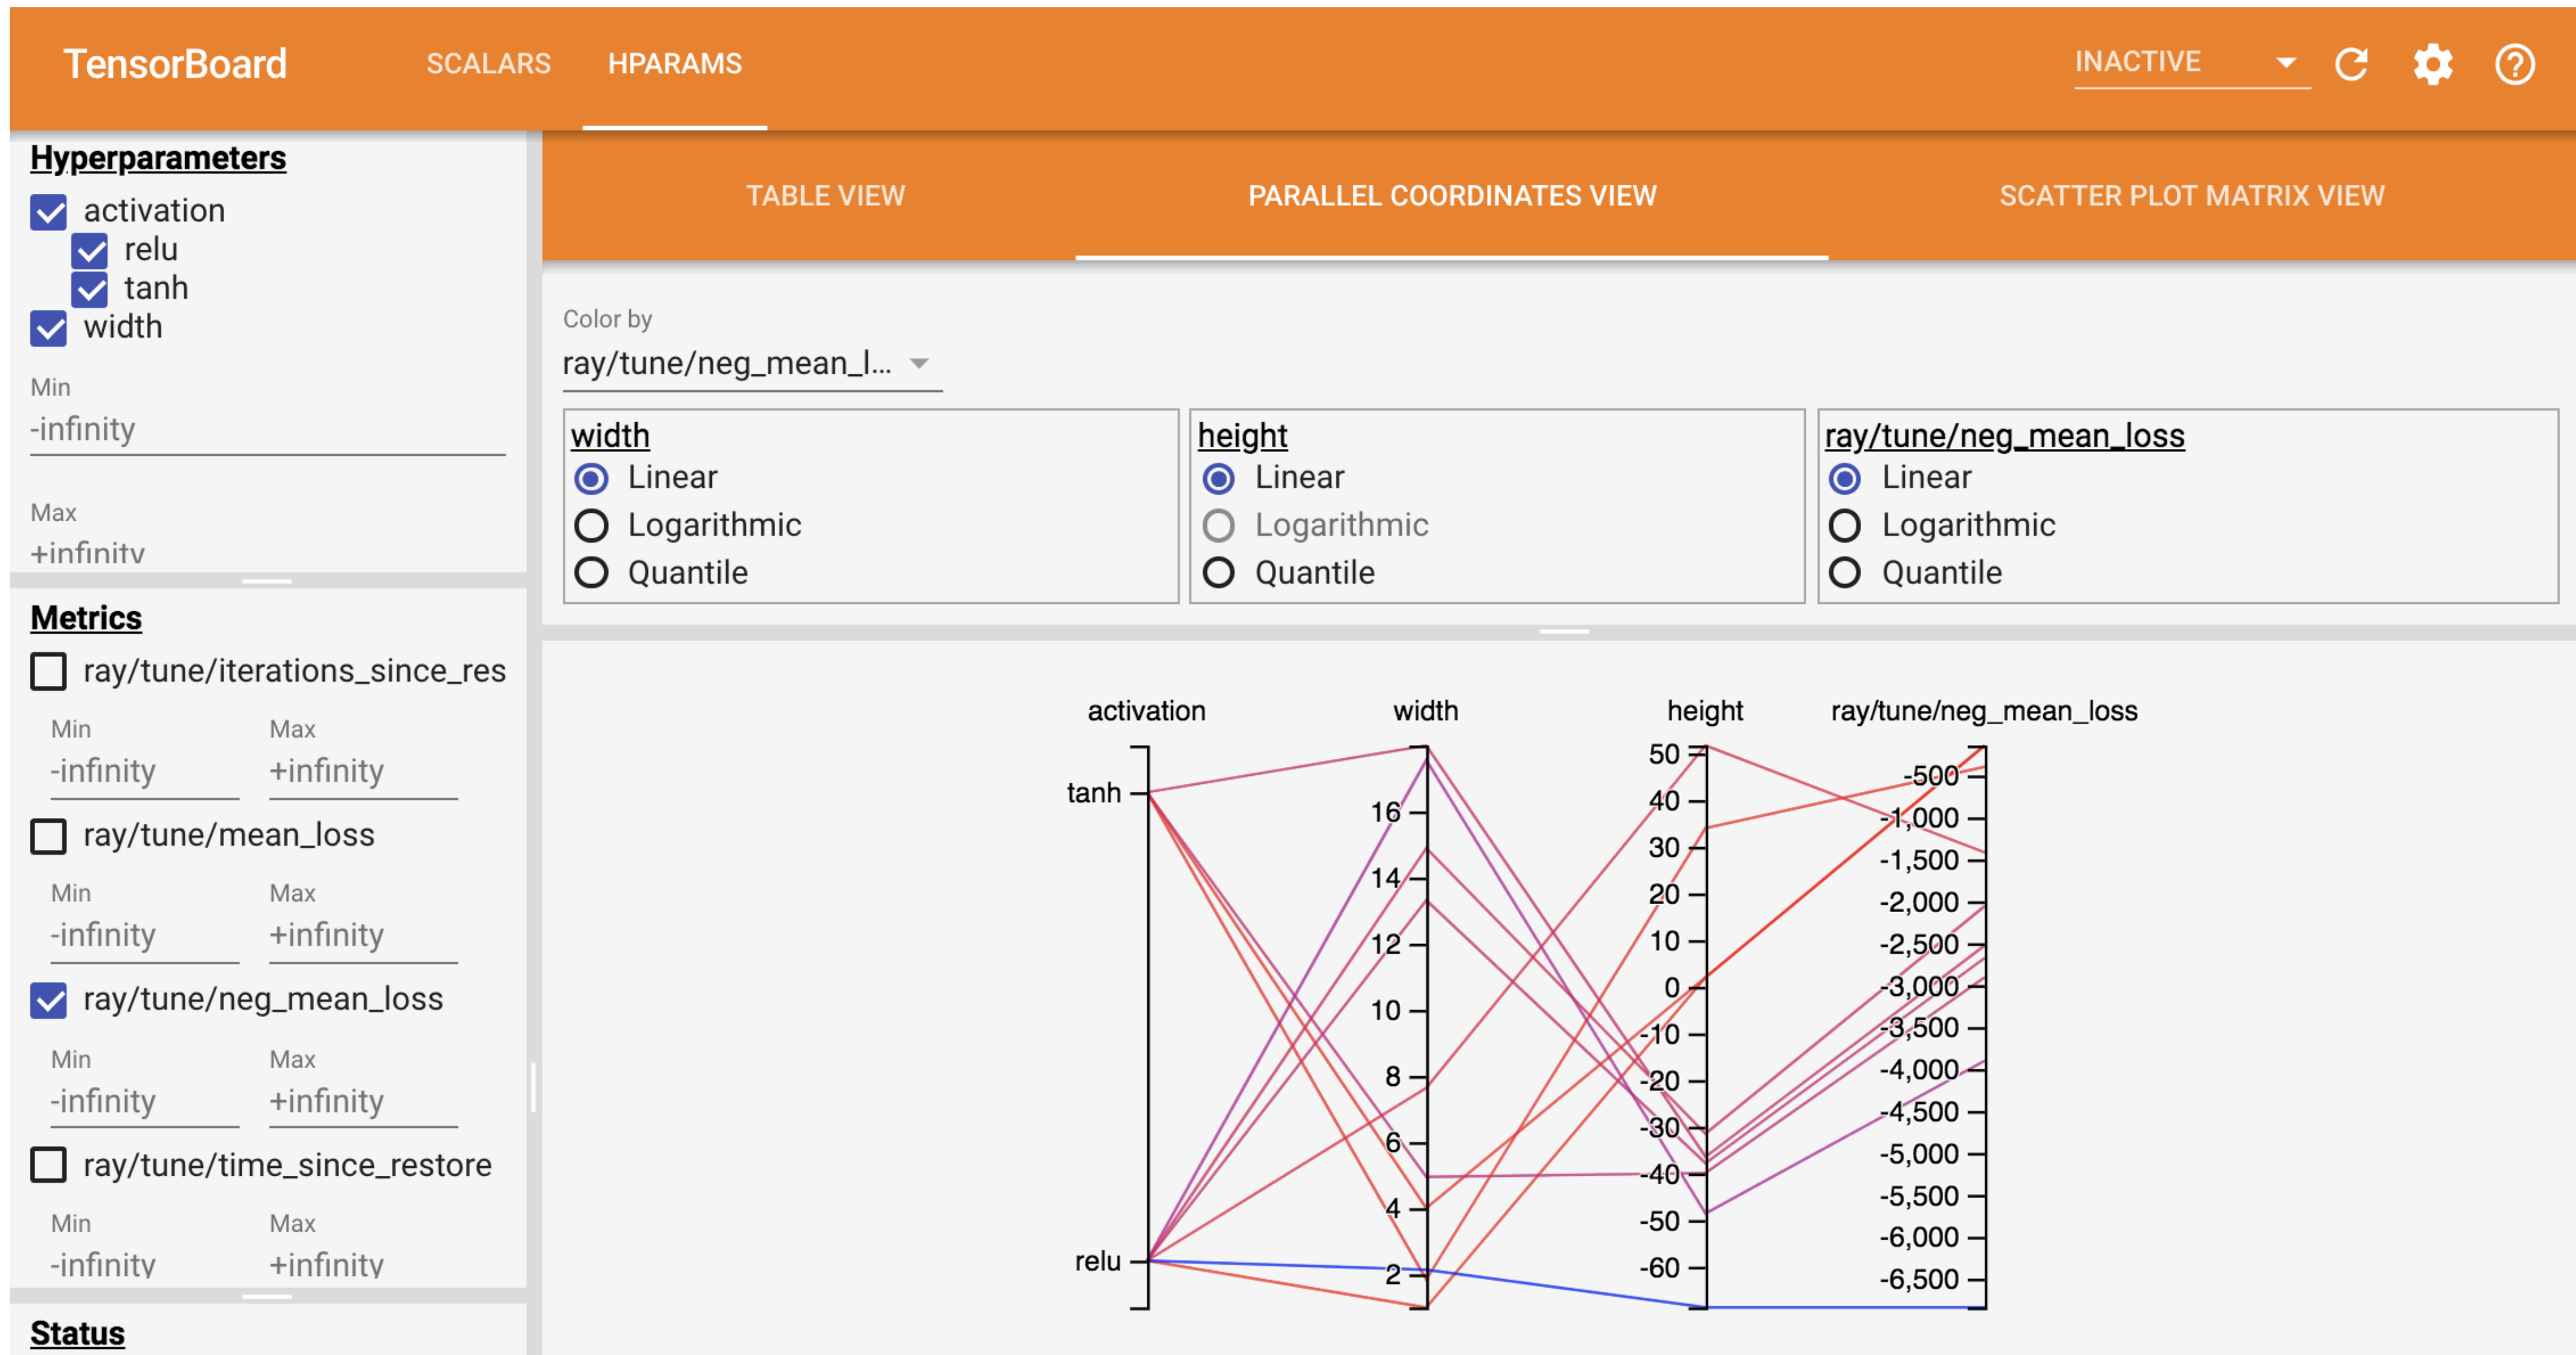 TensorBoard SCALARS HPARAMS INACTIVE
Hyperparameters
activation
relu
tanh
width
Min
-infinity
Max
+infinity
Metrics
ray/tune/iterations_since_res
Min Max
-infinity +infinity
ray/tune/mean_loss
Min Max
-infinity +infinity
ray/tune/neg_mean_loss
Min Max
-infinity +infinity
ray/tune/time_since_restore
Min Max
-infinity +infinity
Status
TABLE VIEW PARALLEL COORDINATES VIEW SCATTER PLOT MATRIX VIEW
Color by
ray/tune/neg_mean_l...
width
Linear
Logarithmic
Quantile
height
Linear
Logarithmic
Quantile
ray/tune/neg_mean_loss
Linear
Logarithmic
Quantile
activation width height ray/tune/neg_mean_loss
tanh
relu
16
14
12
10
8
6
4
2
50
40
30
20
10
0
-10
-20
-30
-40
-50
-60
-500
-1,000
-1,500
-2,000
-2,500
-3,000
-3,500
-4,000
-4,500
-5,000
-5,500
-6,000
-6,500